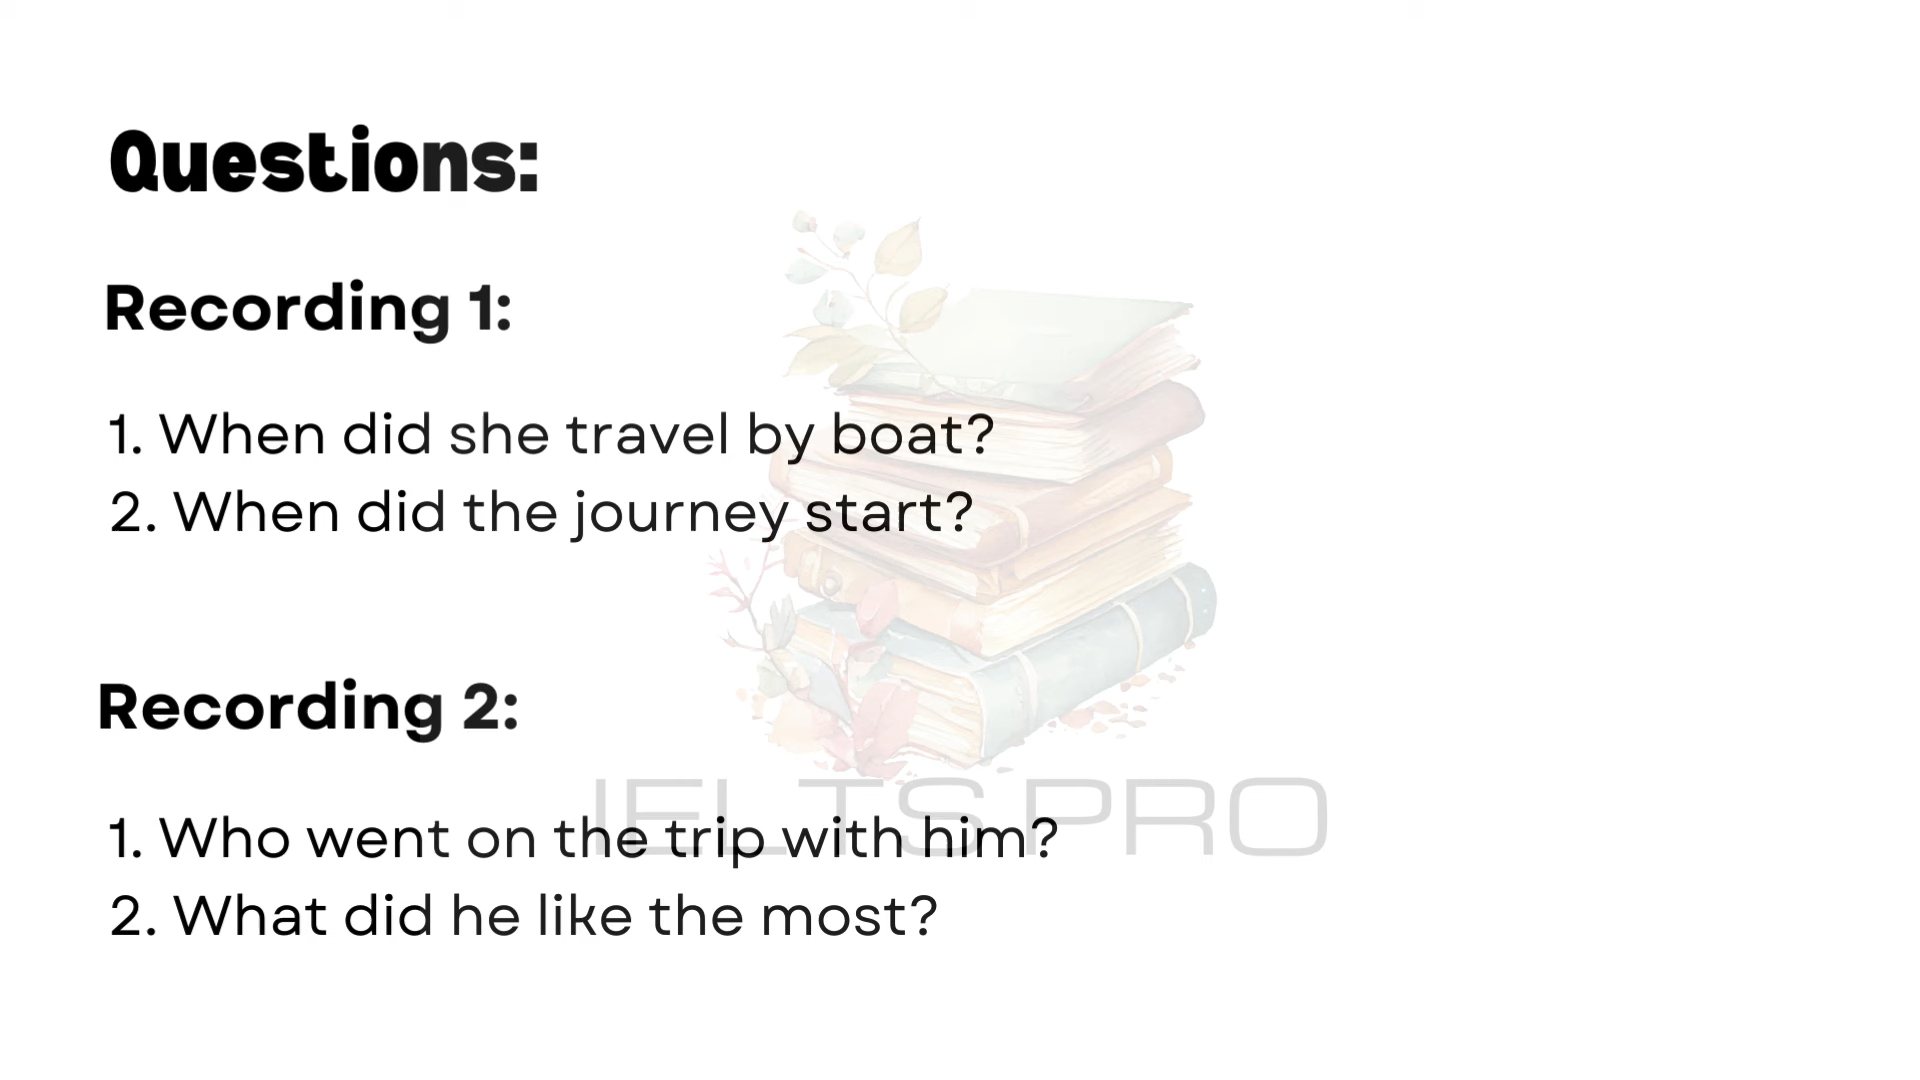 Questions:
Recording 1:
1. When did she travel by boat?
2. When did the journey start?
Recording 2:
1. Who went on the trip with him?
2. What did he like the most?
IELTS PRO